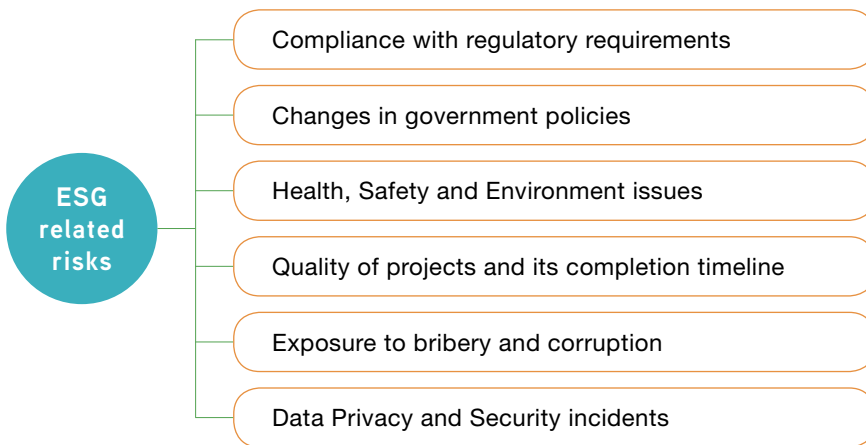 ESG
related
risks
Compliance with regulatory requirements
Changes in government policies
Health, Safety and Environment issues
Quality of projects and its completion timeline
Exposure to bribery and corruption
Data Privacy and Security incidents